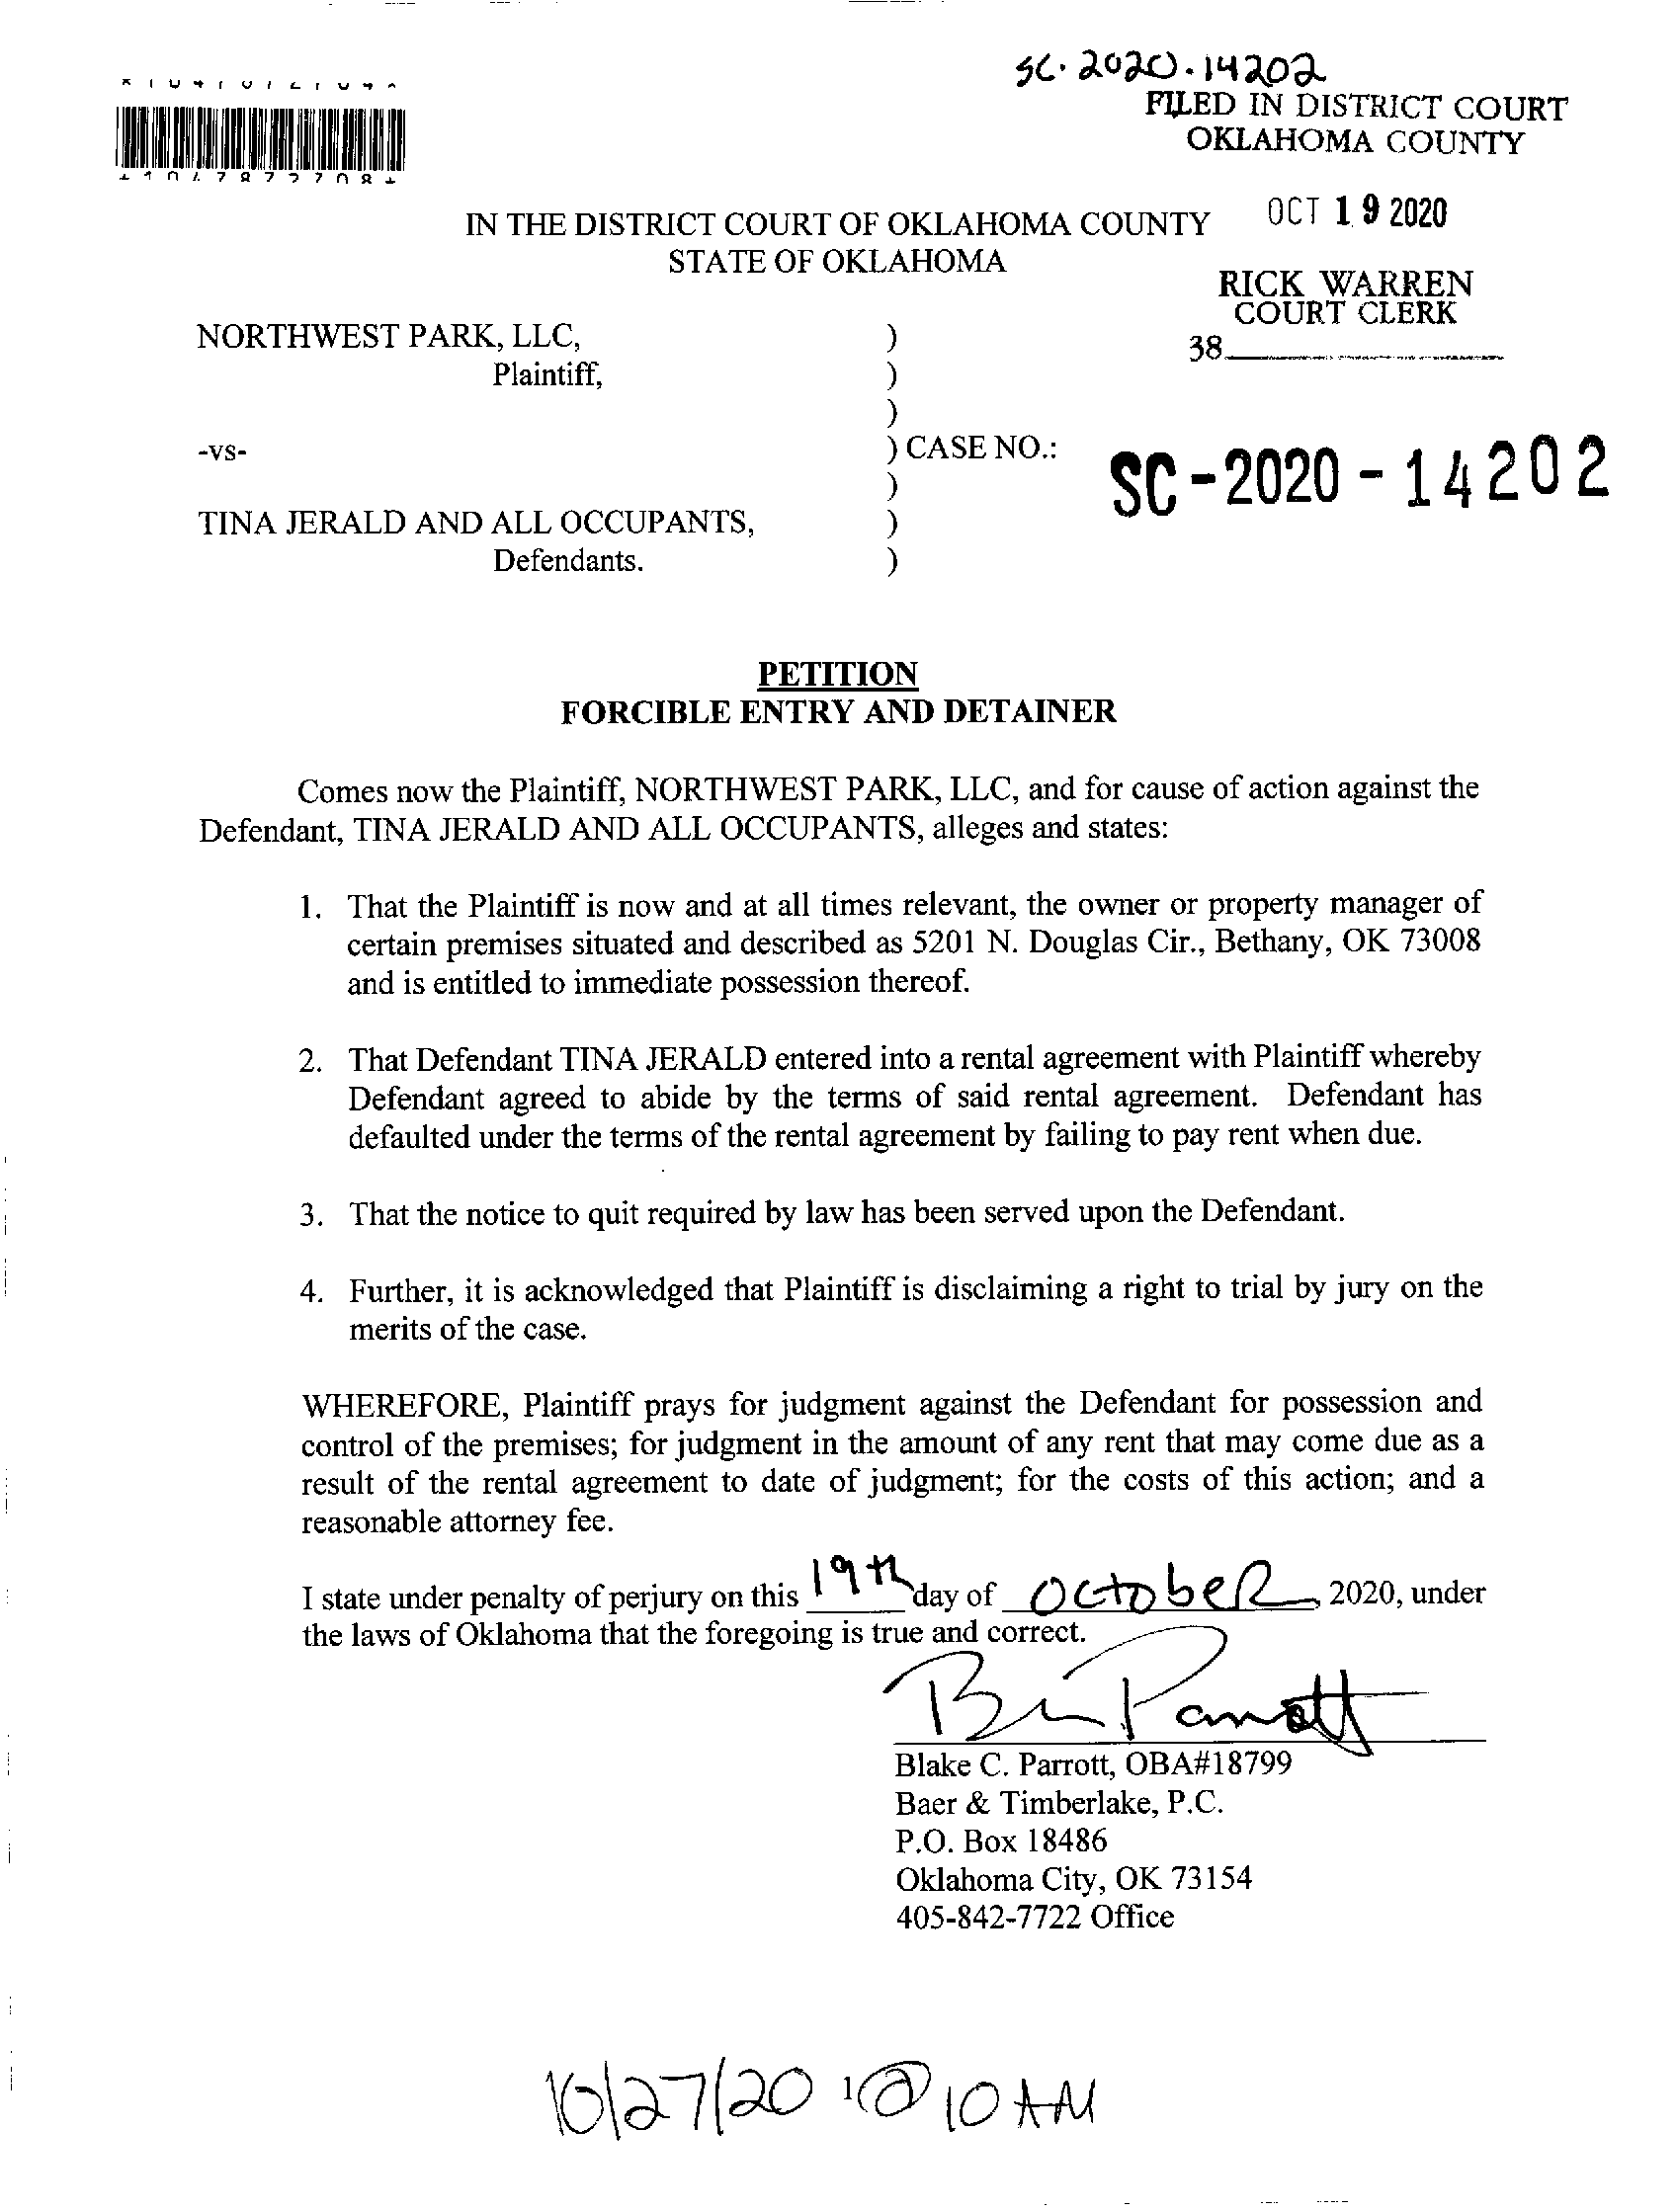 SC-2020-14202
FILED IN DISTRICT COURT
OKLAHOMA COUNTY
OCT 19 2020
RICK WARREN
COURT CLERK
38
IN THE DISTRICT COURT OF OKLAHOMA COUNTY
STATE OF OKLAHOMA
NORTHWEST PARK, LLC, )
Plaintiff, )
)
-vs- ) CASE NO.: SC-2020-14202
)
TINA JERALD AND ALL OCCUPANTS, )
Defendants. )
PETITION
FORCIBLE ENTRY AND DETAINER
Comes now the Plaintiff, NORTHWEST PARK, LLC, and for cause of action against the
Defendant, TINA JERALD AND ALL OCCUPANTS, alleges and states:
1. That the Plaintiff is now and at all times relevant, the owner or property manager of
certain premises situated and described as 5201 N. Douglas Cir., Bethany, OK 73008
and is entitled to immediate possession thereof.
2. That Defendant TINA JERALD entered into a rental agreement with Plaintiff whereby
Defendant agreed to abide by the terms of said rental agreement. Defendant has
defaulted under the terms of the rental agreement by failing to pay rent when due.
3. That the notice to quit required by law has been served upon the Defendant.
4. Further, it is acknowledged that Plaintiff is disclaiming a right to trial by jury on the
merits of the case.
WHEREFORE, Plaintiff prays for judgment against the Defendant for possession and
control of the premises; for judgment in the amount of any rent that may come due as a
result of the rental agreement to date of judgment; for the costs of this action; and a
reasonable attorney fee.
I state under penalty of perjury on this 19th day of October, 2020, under
the laws of Oklahoma that the foregoing is true and correct.
Blake C. Parrott, OBA#18799
Baer & Timberlake, P.C.
P.O. Box 18486
Oklahoma City, OK 73154
405-842-7722 Office
10/27/20 @ 10 AM